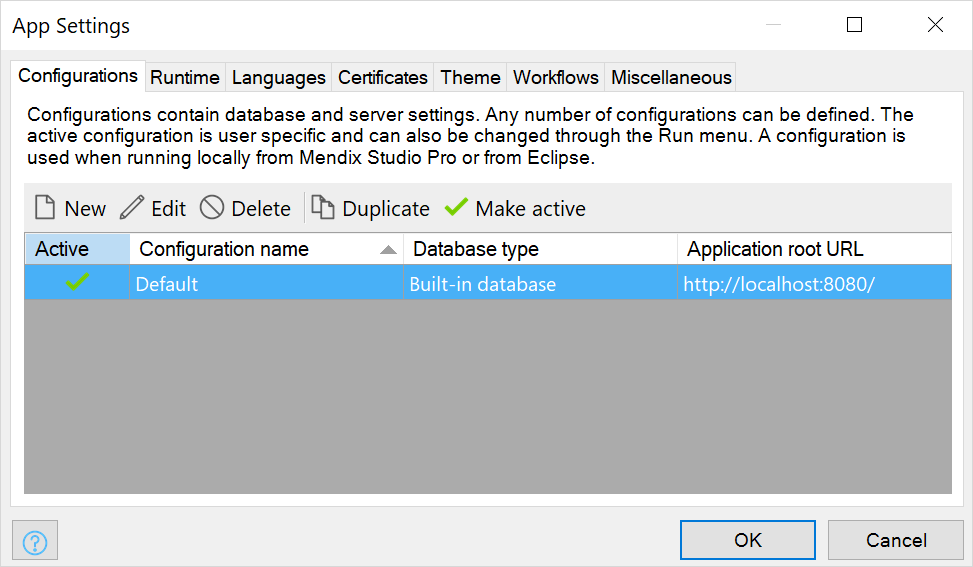 App Settings
Configurations Runtime Languages Certificates Theme Workflows Miscellaneous
Configurations contain database and server settings. Any number of configurations can be defined. The
active configuration is user specific and can also be changed through the Run menu. A configuration is
used when running locally from Mendix Studio Pro or from Eclipse.
New Edit Delete Duplicate Make active
Active Configuration name Database type Application root URL
Default Built-in database http://localhost:8080/
? OK Cancel